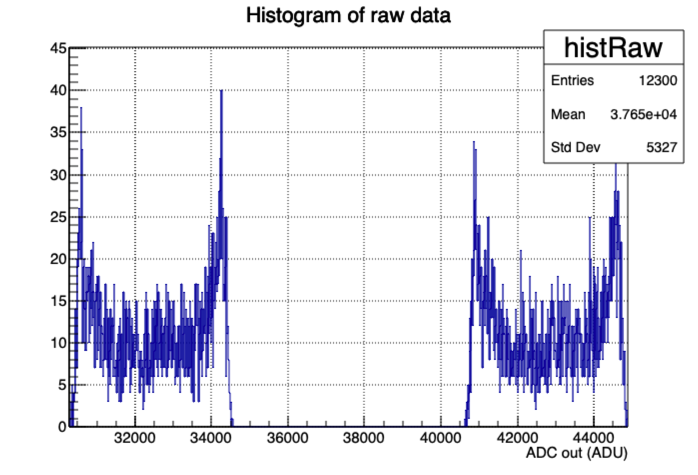 Histogram of raw data
histRaw
Entries 12300
Mean 3.765e+04
Std Dev 5327
45
40
35
30
25
20
15
10
5
0
32000 34000 36000 38000 40000 42000 44000
ADC out (ADU)